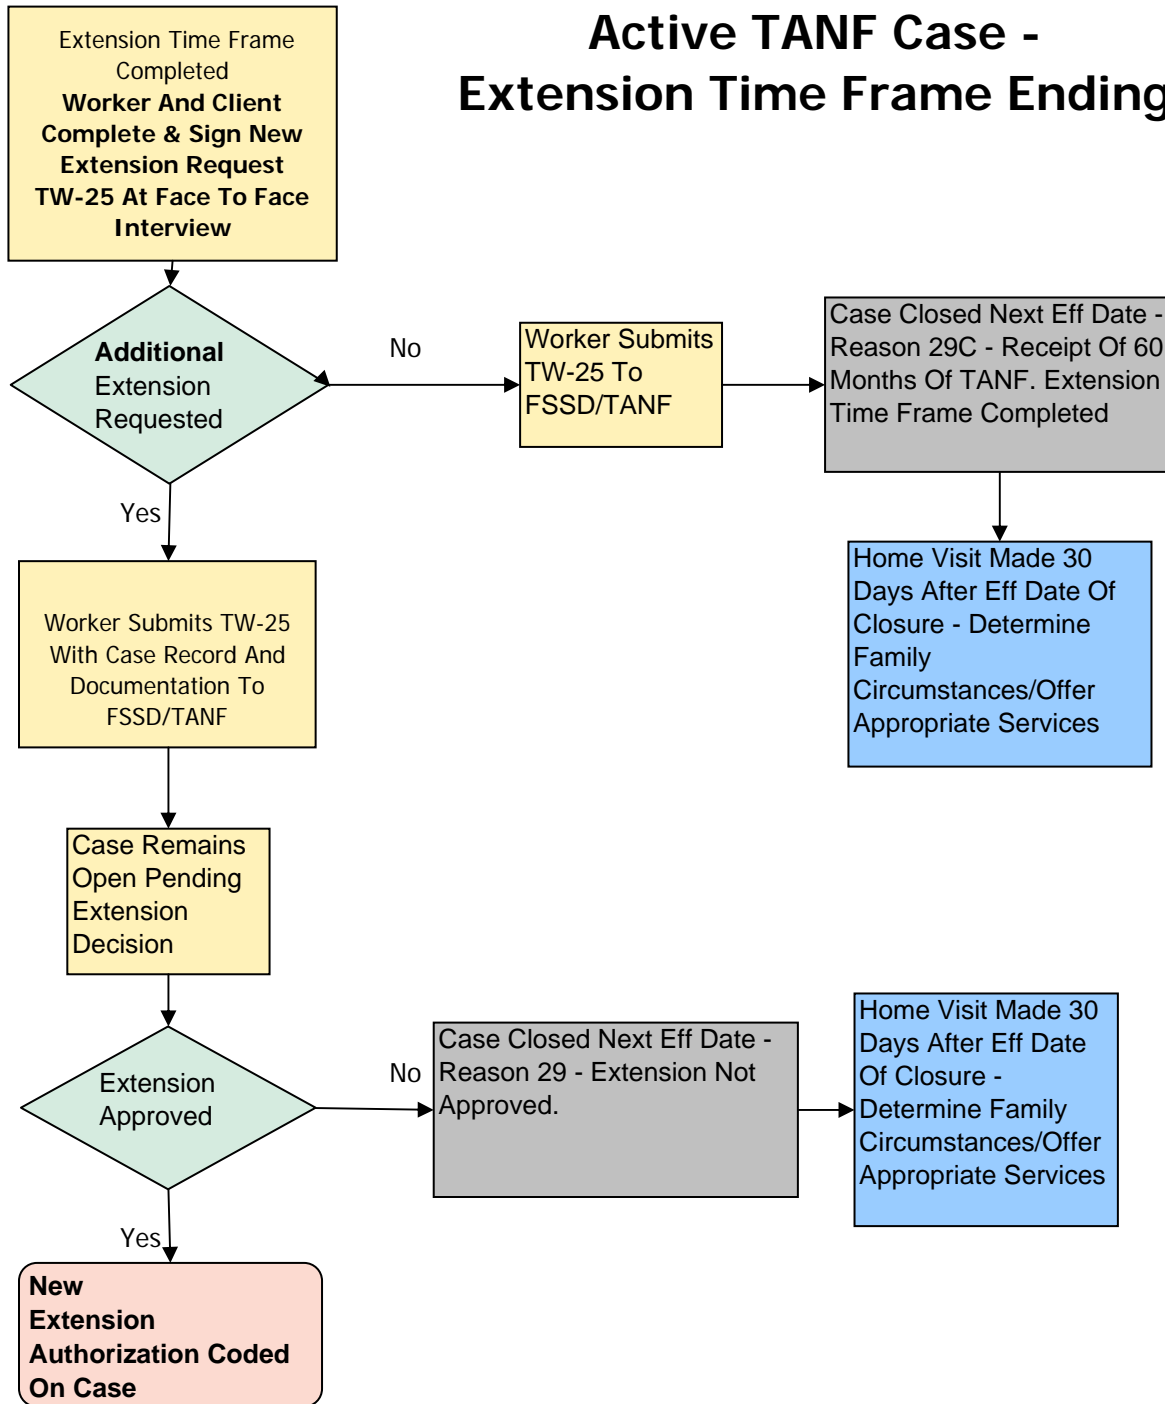 Active TANF Case -
Extension Time Frame Ending
Extension Time Frame
Completed
Worker And Client
Complete & Sign New
Extension Request
TW-25 At Face To Face
Interview
Additional
Extension
Requested
No
Worker Submits
TW-25 To
FSSD/TANF
Case Closed Next Eff Date -
Reason 29C - Receipt Of 60
Months Of TANF. Extension
Time Frame Completed
Yes
Home Visit Made 30
Days After Eff Date Of
Closure - Determine
Family
Circumstances/Offer
Appropriate Services
Worker Submits TW-25
With Case Record And
Documentation To
FSSD/TANF
Case Remains
Open Pending
Extension
Decision
Extension
Approved
No
Case Closed Next Eff Date -
Reason 29 - Extension Not
Approved.
Home Visit Made 30
Days After Eff Date
Of Closure -
Determine Family
Circumstances/Offer
Appropriate Services
Yes
New
Extension
Authorization Coded
On Case